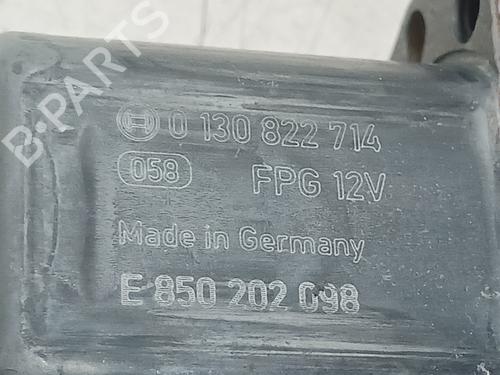 B-PARTS
0 130 822 714
058 FPG 12V
Made in Germany
E 850 202 098